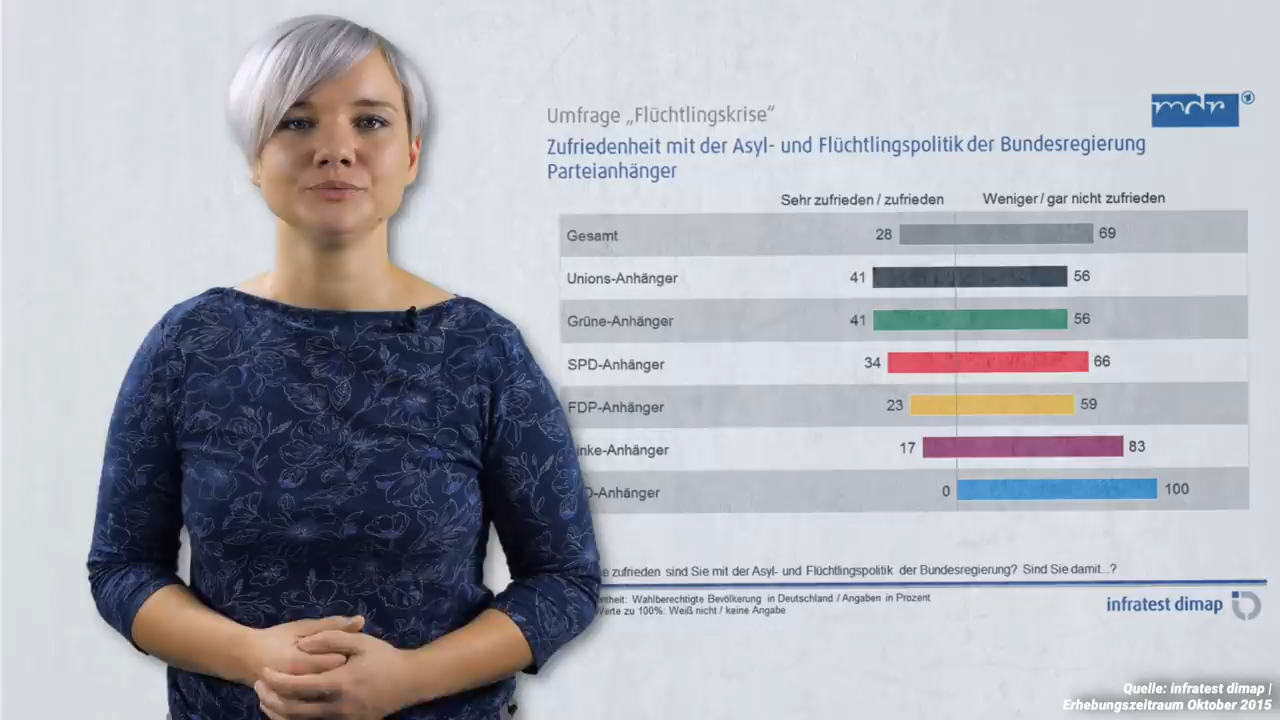 Umfrage „Flüchtlingskrise“
mdr
Zufriedenheit mit der Asyl- und Flüchtlingspolitik der Bundesregierung
Parteianhänger
Sehr zufrieden / zufrieden Weniger / gar nicht zufrieden
Gesamt 28 69
Unions-Anhänger 41 56
Grüne-Anhänger 41 56
SPD-Anhänger 34 66
FDP-Anhänger 23 59
inke-Anhänger 17 83
D-Anhänger 0 100
e zufrieden sind Sie mit der Asyl- und Flüchtlingspolitik der Bundesregierung? Sind Sie damit...?
ntheit: Wahlberechtigte Bevölkerung in Deutschland / Angaben in Prozent
Werte zu 100%: Weiß nicht / keine Angabe
infratest dimap
Quelle: infratest dimap |
Erhebungszeitraum Oktober 2015